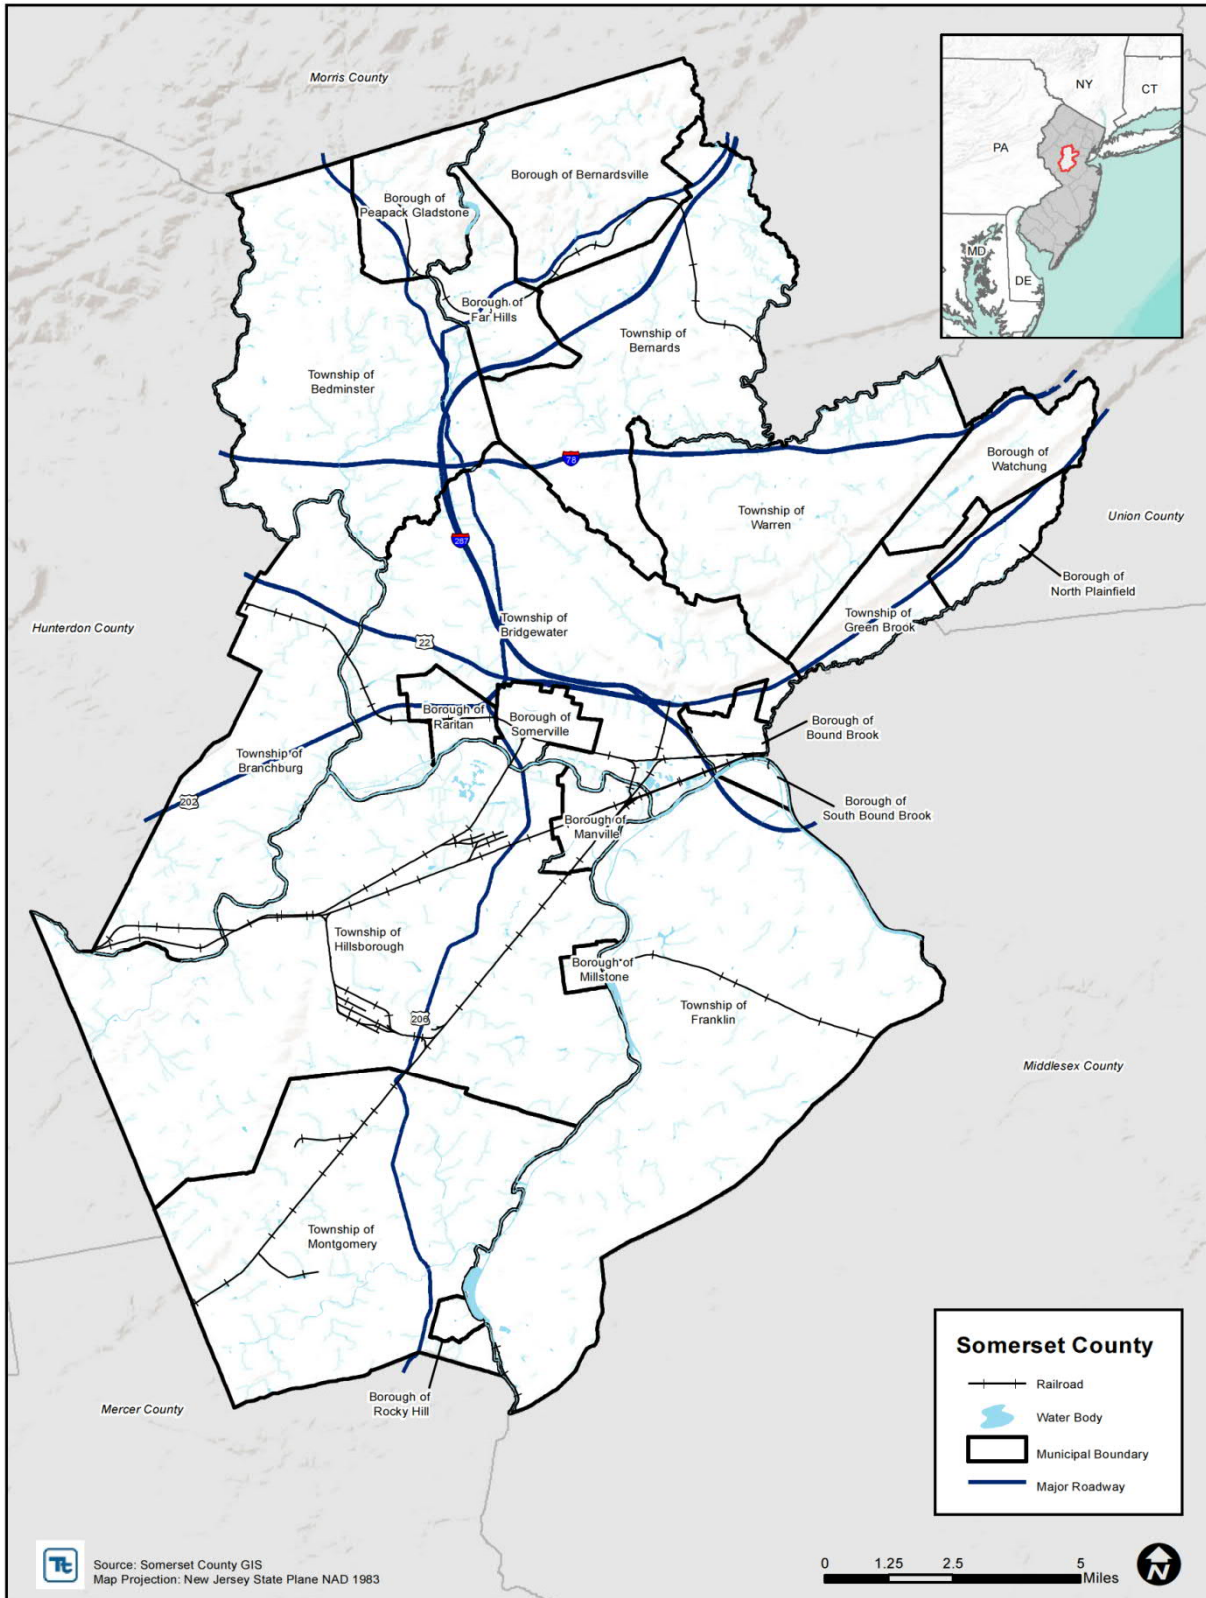 Morris County
NY
CT
PA
MD
DE
Borough of Bernardsville
Borough of
Peapack Gladstone
Borough of
Far Hills
Township of
Bernards
Township of
Bedminster
78
Borough of
Watchung
Township of
Warren
Union County
287
Borough of
North Plainfield
Township of
Green Brook
Hunterdon County
Township of
Bridgewater
22
Borough of
Raritan
Borough of
Somerville
Borough of
Bound Brook
Township of
Branchburg
202
Borough of
South Bound Brook
Borough of
Manville
Township of
Hillsborough
Borough of
Millstone
Township of
Franklin
206
Middlesex County
Township of
Montgomery
Borough of
Rocky Hill
Mercer County
Somerset County
Railroad
Water Body
Municipal Boundary
Major Roadway
Tt
Source: Somerset County GIS
Map Projection: New Jersey State Plane NAD 1983
0 1.25 2.5 5
Miles
N